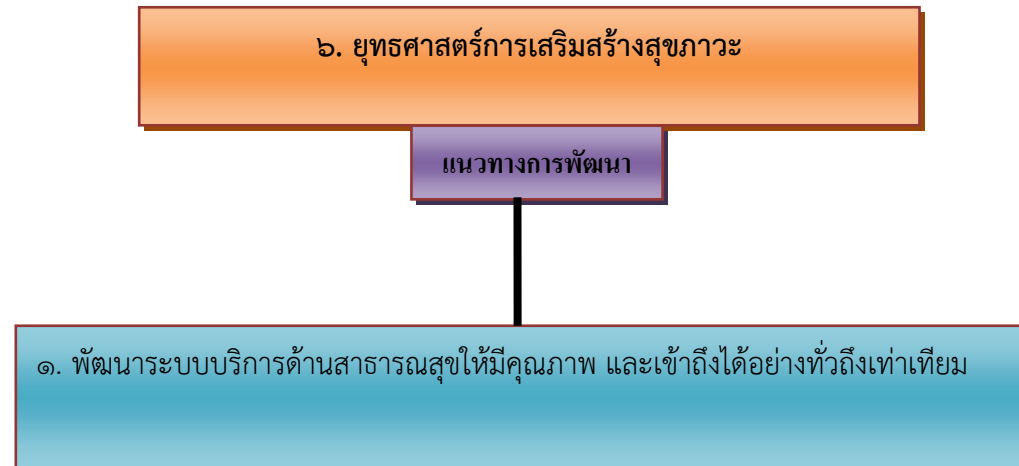 ๖. ยุทธศาสตร์การเสริมสร้างสุขภาวะ
แนวทางการพัฒนา
๑. พัฒนาระบบบริการด้านสาธารณสุขให้มีคุณภาพ และเข้าถึงได้อย่างทั่วถึงเท่าเทียม